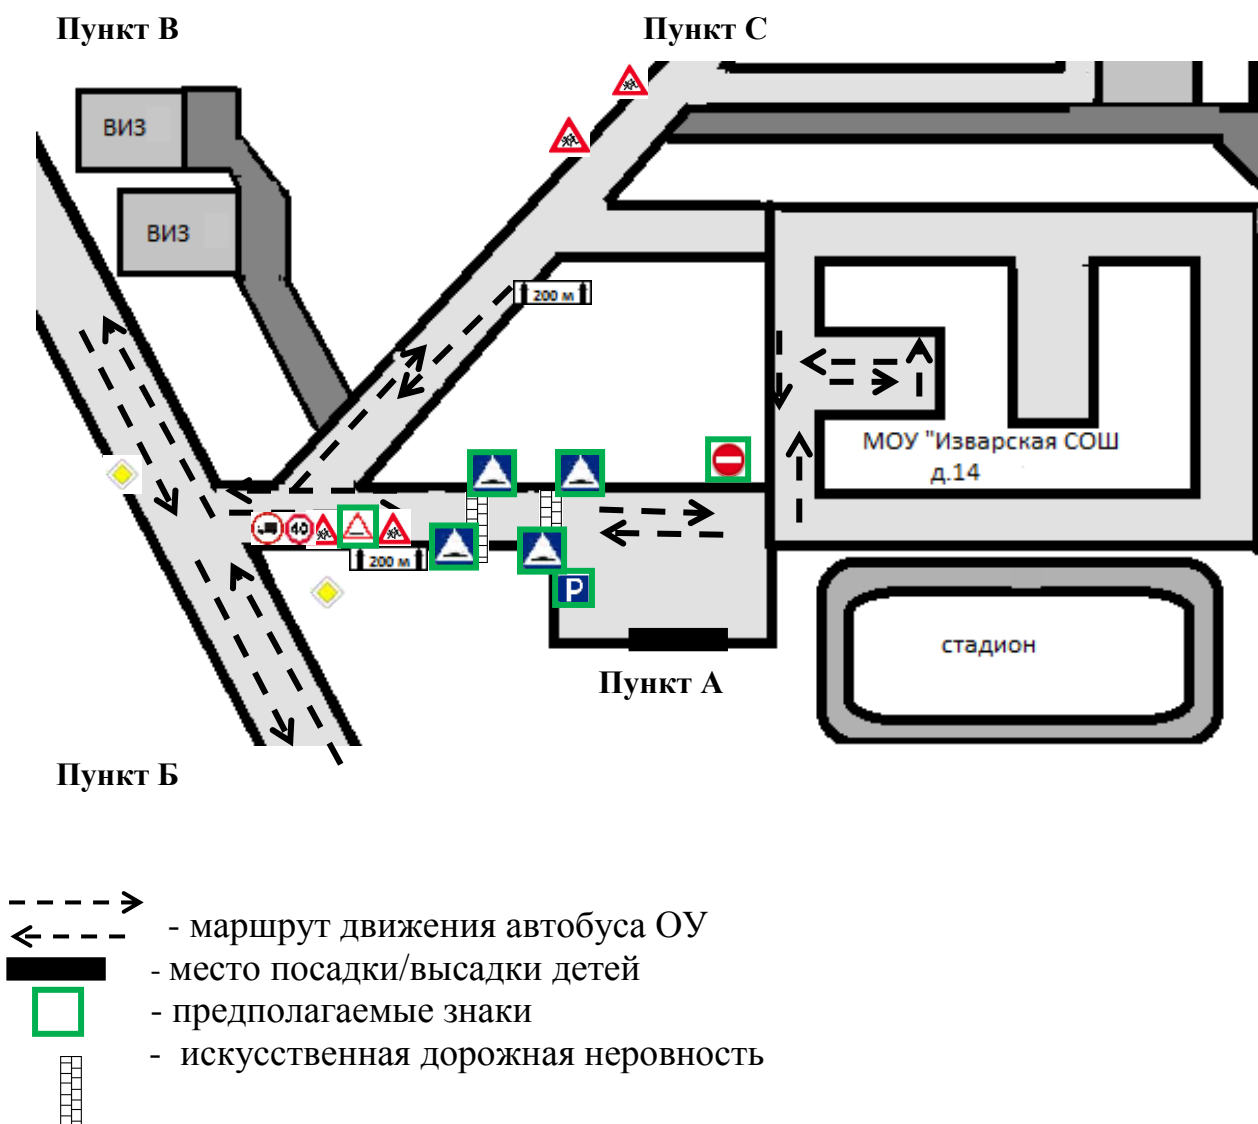 Пункт В
Пункт С
ВИЗ
ВИЗ
200 м
МОУ "Изварская СОШ
д.14
40
200 м
P
стадион
Пункт А
Пункт Б
- маршрут движения автобуса ОУ
- место посадки/высадки детей
- предполагаемые знаки
- искусственная дорожная неровность